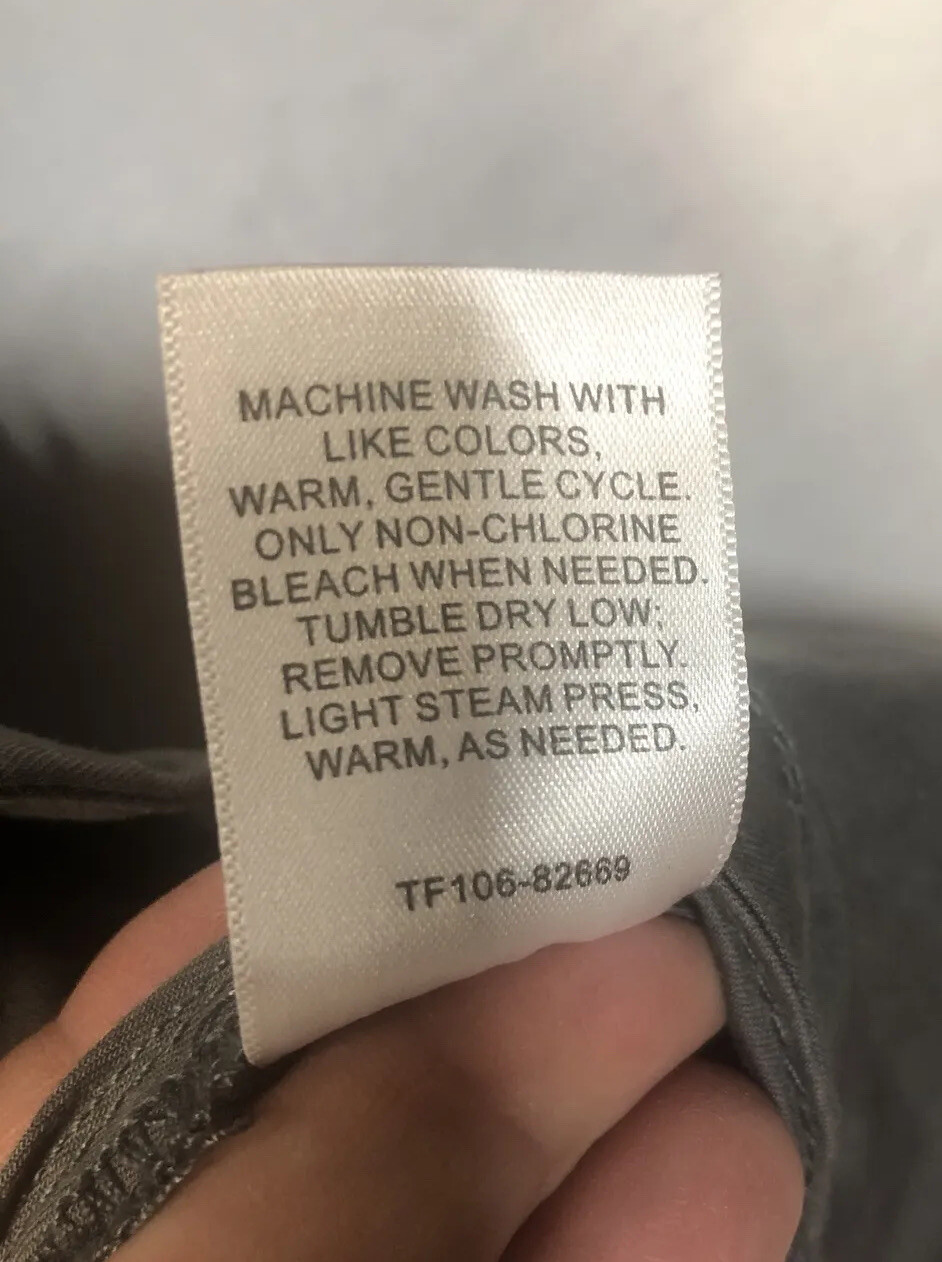 MACHINE WASH WITH
LIKE COLORS,
WARM, GENTLE CYCLE.
ONLY NON-CHLORINE
BLEACH WHEN NEEDED.
TUMBLE DRY LOW;
REMOVE PROMPTLY.
LIGHT STEAM PRESS,
WARM, AS NEEDED.
TF106-82669